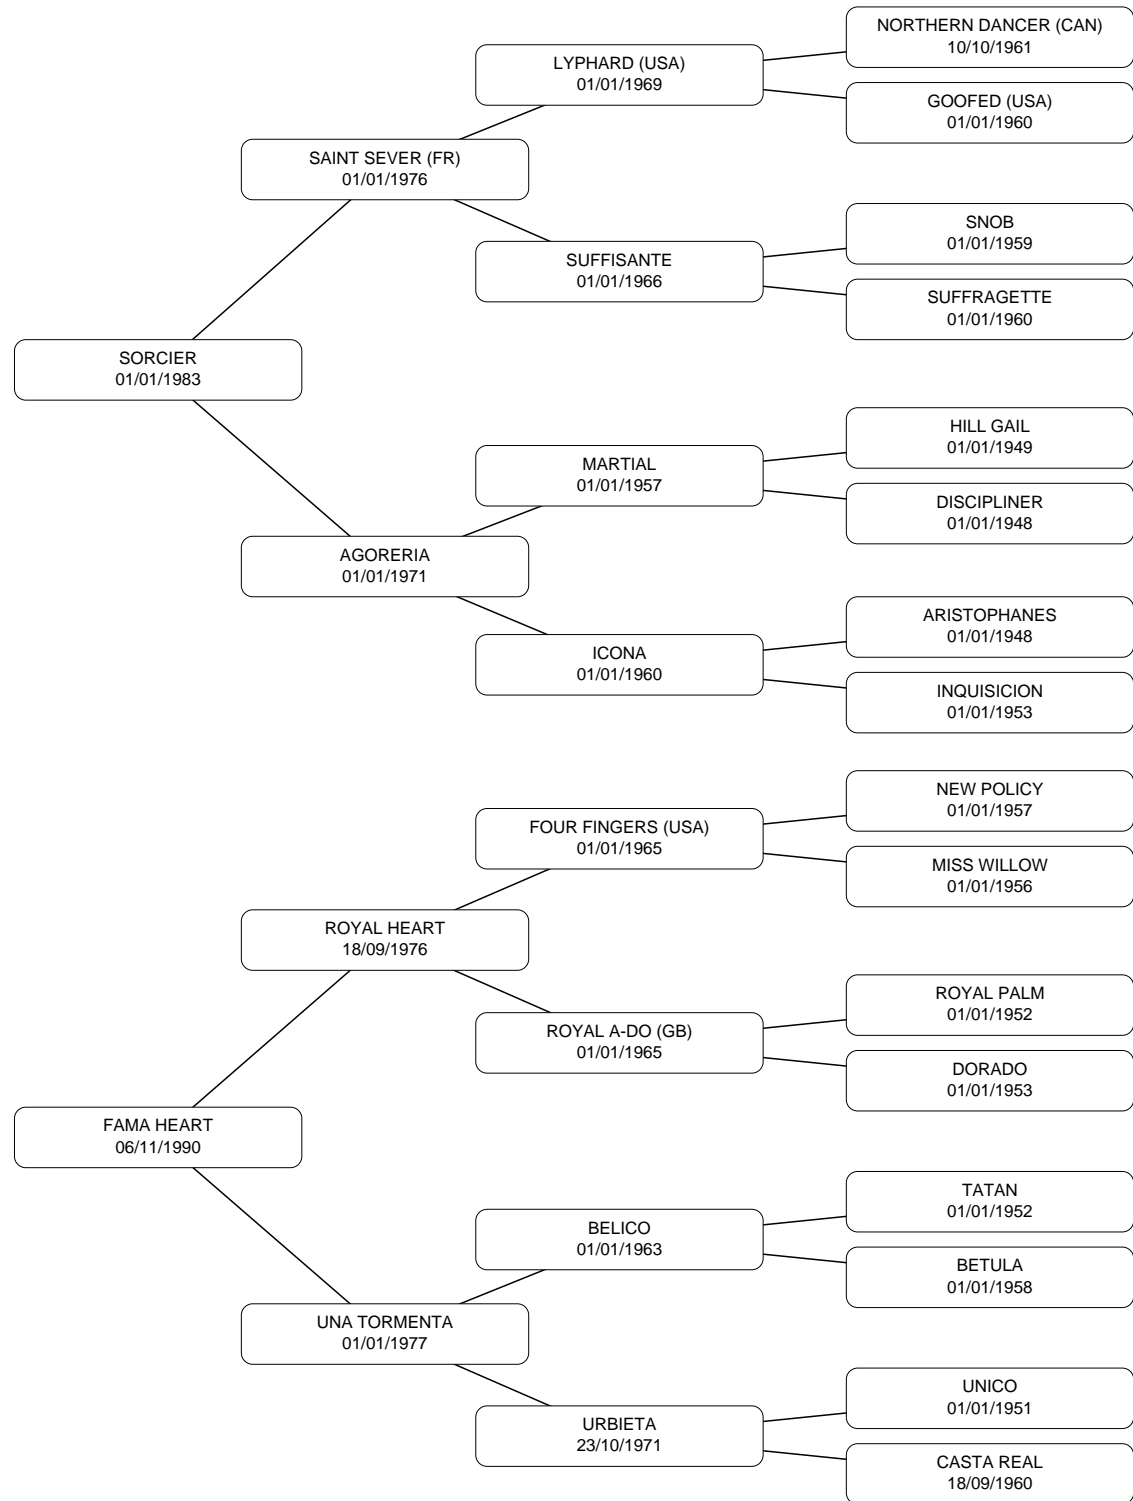 NORTHERN DANCER (CAN)
10/10/1961
LYPHARD (USA)
01/01/1969
GOOFED (USA)
01/01/1960
SAINT SEVER (FR)
01/01/1976
SNOB
01/01/1959
SUFFISANTE
01/01/1966
SUFFRAGETTE
01/01/1960
SORCIER
01/01/1983
HILL GAIL
01/01/1949
MARTIAL
01/01/1957
DISCIPLINER
01/01/1948
AGORERIA
01/01/1971
ARISTOPHANES
01/01/1948
ICONA
01/01/1960
INQUISICION
01/01/1953
NEW POLICY
01/01/1957
FOUR FINGERS (USA)
01/01/1965
MISS WILLOW
01/01/1956
ROYAL HEART
18/09/1976
ROYAL PALM
01/01/1952
ROYAL A-DO (GB)
01/01/1965
DORADO
01/01/1953
FAMA HEART
06/11/1990
TATAN
01/01/1952
BELICO
01/01/1963
BETULA
01/01/1958
UNA TORMENTA
01/01/1977
UNICO
01/01/1951
URBIETA
23/10/1971
CASTA REAL
18/09/1960